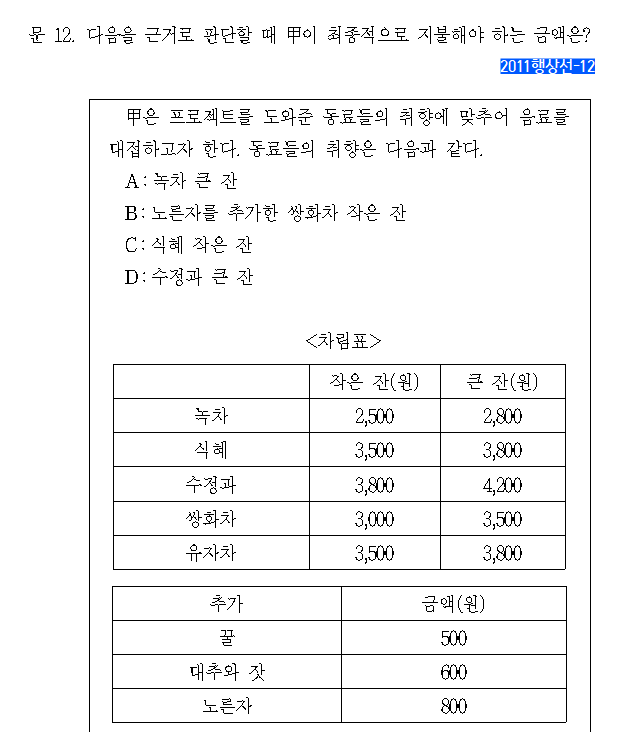 문 12. 다음을 근거로 판단할 때 甲이 최종적으로 지불해야 하는 금액은?
2011행상선-12
甲은 프로젝트를 도와준 동료들의 취향에 맞추어 음료를
대접하고자 한다. 동료들의 취향은 다음과 같다.
A : 녹차 큰 잔
B : 노른자를 추가한 쌍화차 작은 잔
C : 식혜 작은 잔
D : 수정과 큰 잔
<차림표>
작은 잔(원) 큰 잔(원)
녹차 2,500 2,800
식혜 3,500 3,800
수정과 3,800 4,200
쌍화차 3,000 3,500
유자차 3,500 3,800
추가 금액(원)
꿀 500
대추와 잣 600
노른자 800